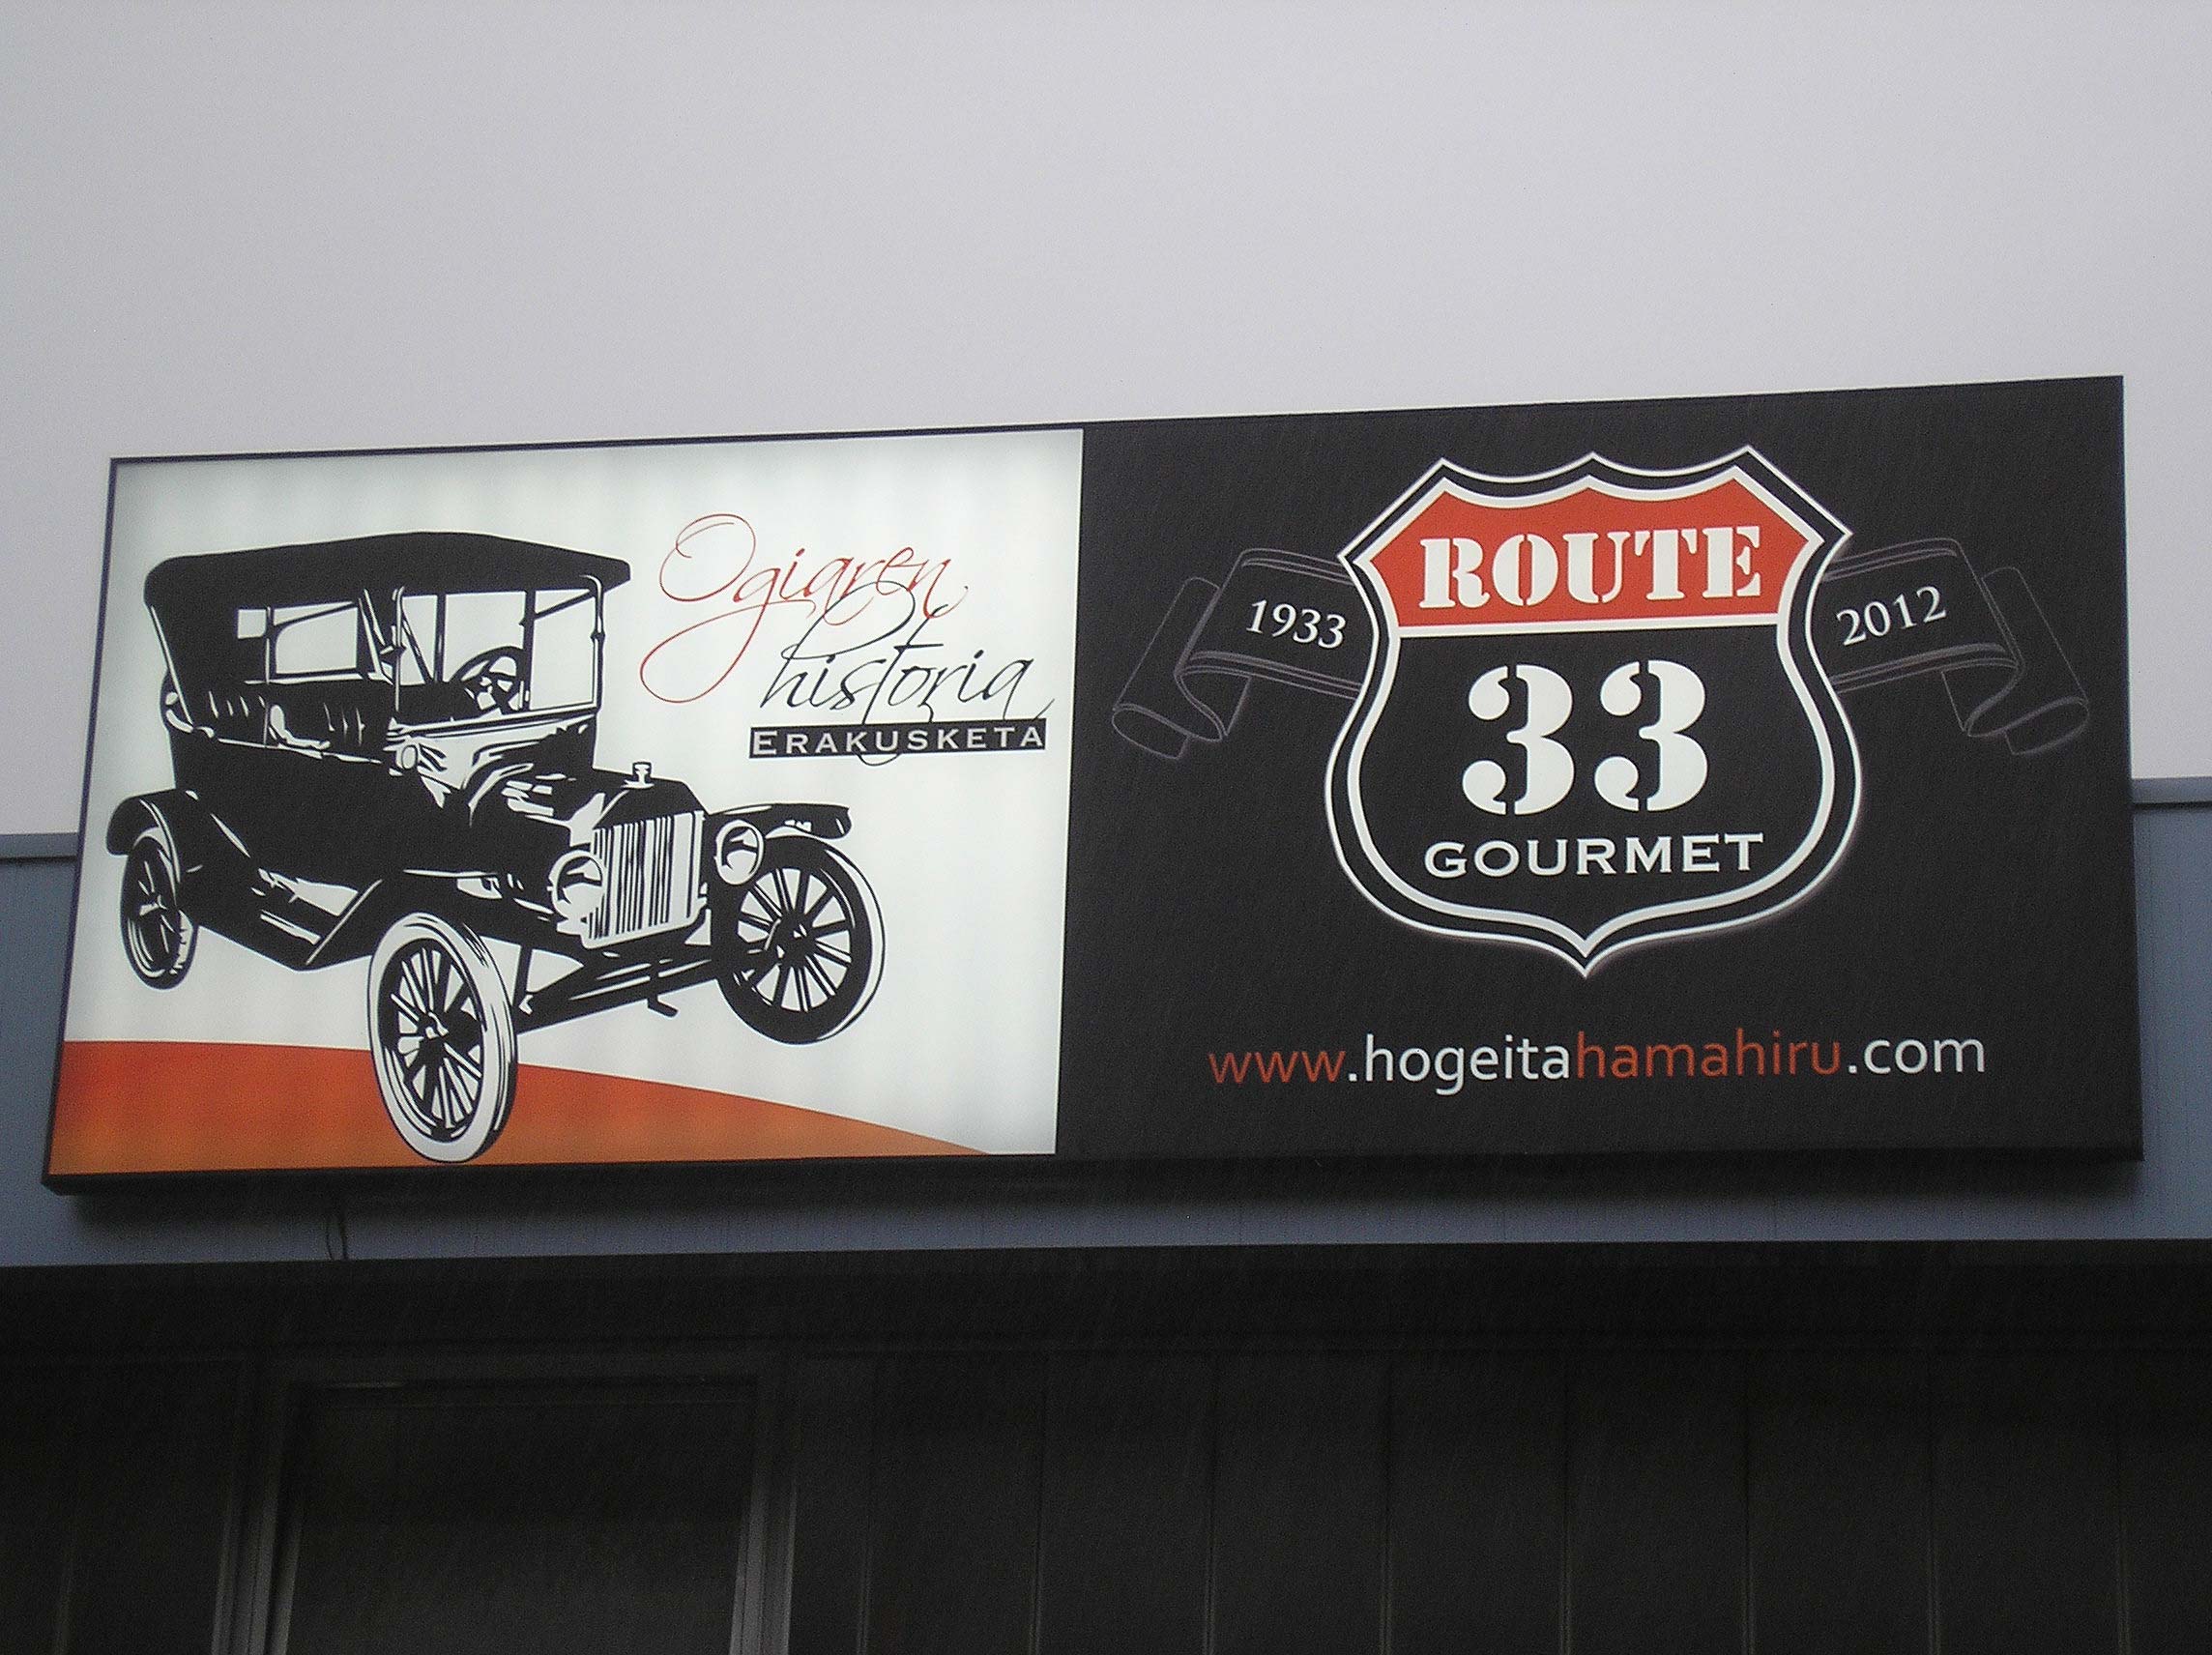 Ogiaren
historia
ERAKUSKETA
ROUTE
1933
2012
33
GOURMET
www.hogeitahamahiru.com